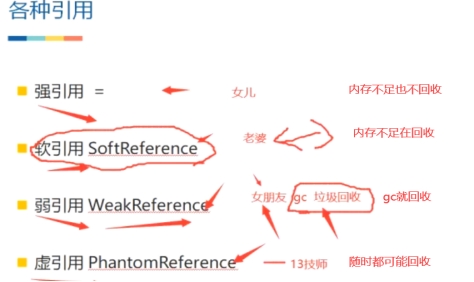 各种引用
强引用 = 女儿 内存不足也不回收
软引用 SoftReference 老婆 内存不足在回收
弱引用 WeakReference 女朋友 gc 垃圾回收 gc就回收
虚引用 PhantomReference 13技师 随时都可能回收